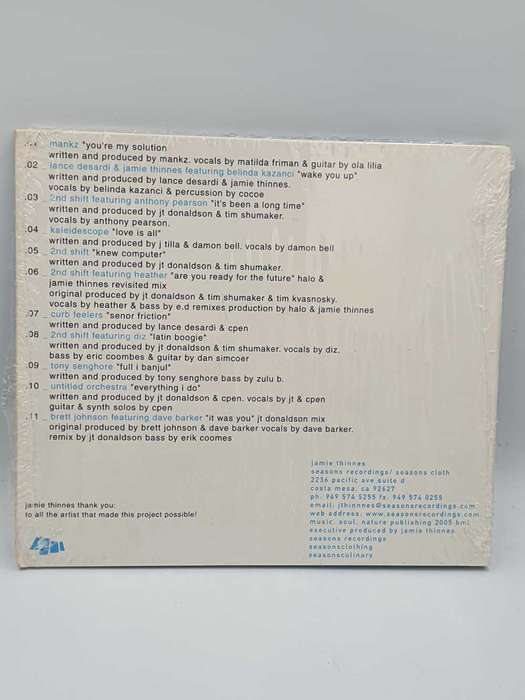 .01 _ mankz "you're my solution
written and produced by mankz. vocals by matilda friman & guitar by ola lilia
.02 _ lance desardi & jamie thinnes featuring belinda kazanci "wake you up"
written and produced by lance desardi & jamie thinnes.
vocals by belinda kazanci & percussion by cocoe
.03 _ 2nd shift featuring anthony pearson "it's been a long time"
written and produced by jt donaldson & tim shumaker.
vocals by anthony pearson.
.04 _ kaleidescope "love is all"
written and produced by j tilla & damon bell. vocals by damon bell
.05 _ 2nd shift "knew computer"
written and produced by jt donaldson & tim shumaker.
.06 _ 2nd shift featuring heather "are you ready for the future" halo &
jamie thinnes revisited mix
original produced by jt donaldson & tim shumaker & tim kvasnosky.
vocals by heather & bass by e.d remixes production by halo & jamie thinnes
.07 _ curb feelers "senor friction"
written and produced by lance desardi & cpen
.08 _ 2nd shift featuring diz "latin boogie"
written and produced by jt donaldson & tim shumaker. vocals by diz.
bass by eric coombes & guitar by dan simcoer
.09 _ tony senghore "full i banjul"
written and produced by tony senghore bass by zulu b.
.10 _ untitled orchestra "everything i do"
written and produced by jt donaldson & cpen. vocals by jt & cpen
guitar & synth solos by cpen
.11 _ brett johnson featuring dave barker "it was you" jt donaldson mix
original produced by brett johnson & dave barker vocals by dave barker.
remix by jt donaldson bass by erik coomes
jamie thinnes thank you:
to all the artist that made this project possible!
jamie thinnes
seasons recordings/ seasons cloth
2236 pacific ave suite d
costa mesa. ca 92627
ph. 949 574 5255 fx. 949 574 0255
email. jthinnnes@seasonsrecordings.com
web address. www.seasonsrecordings.com
music. soul. nature publishing 2005 bmi
executive produced by jamie thinnes
seasons recordings
seasonsclothing
seasonsculinary